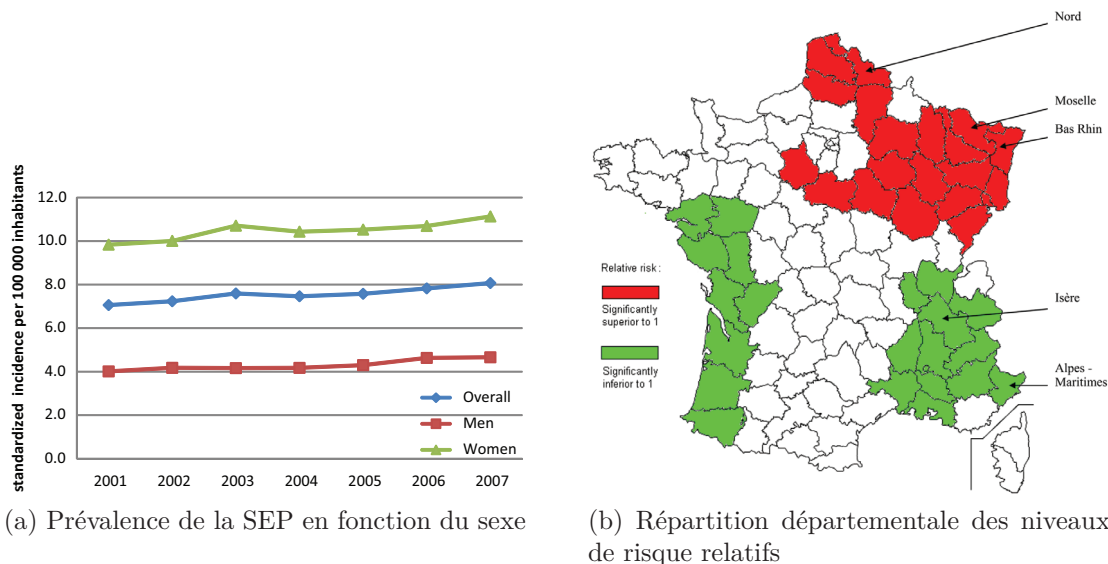 standardized incidence per 100 000 inhabitants
12.0
10.0
8.0
6.0
4.0
2.0
0.0
Overall
Men
Women
2001 2002 2003 2004 2005 2006 2007
(a) Prévalence de la SEP en fonction du sexe
Nord
Moselle
Bas Rhin
Relative risk :
Significantly
superior to 1
Significantly
inferior to 1
Isère
Alpes -
Maritimes
(b) Répartition départementale des niveaux
de risque relatifs